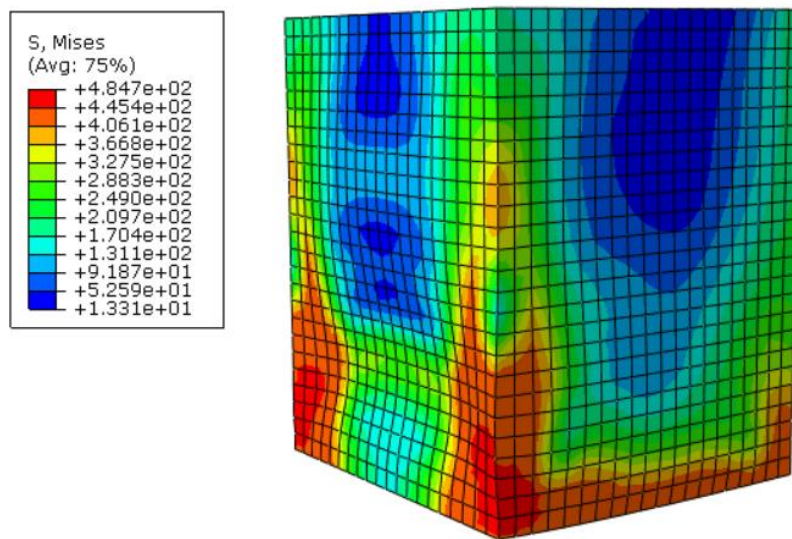 S, Mises
(Avg: 75%)
+4.847e+02
+4.454e+02
+4.061e+02
+3.668e+02
+3.275e+02
+2.883e+02
+2.490e+02
+2.097e+02
+1.704e+02
+1.311e+02
+9.187e+01
+5.259e+01
+1.331e+01